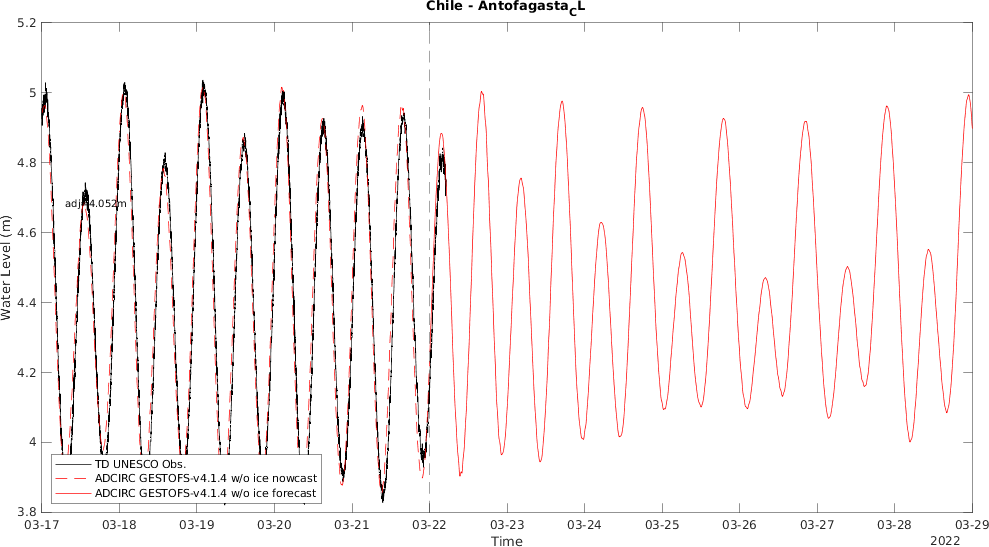 Chile - Antofagasta_CL
5.2
5
4.8
4.6
4.4
4.2
4
3.8
Water Level (m)
adj=4.052m
TD UNESCO Obs.
ADCIRC GESTOFS-v4.1.4 w/o ice nowcast
ADCIRC GESTOFS-v4.1.4 w/o ice forecast
03-17 03-18 03-19 03-20 03-21 03-22 03-23 03-24 03-25 03-26 03-27 03-28 03-29
Time
2022